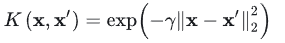 K (𝐱, 𝐱′) = exp(−γ‖𝐱 − 𝐱′‖₂²)